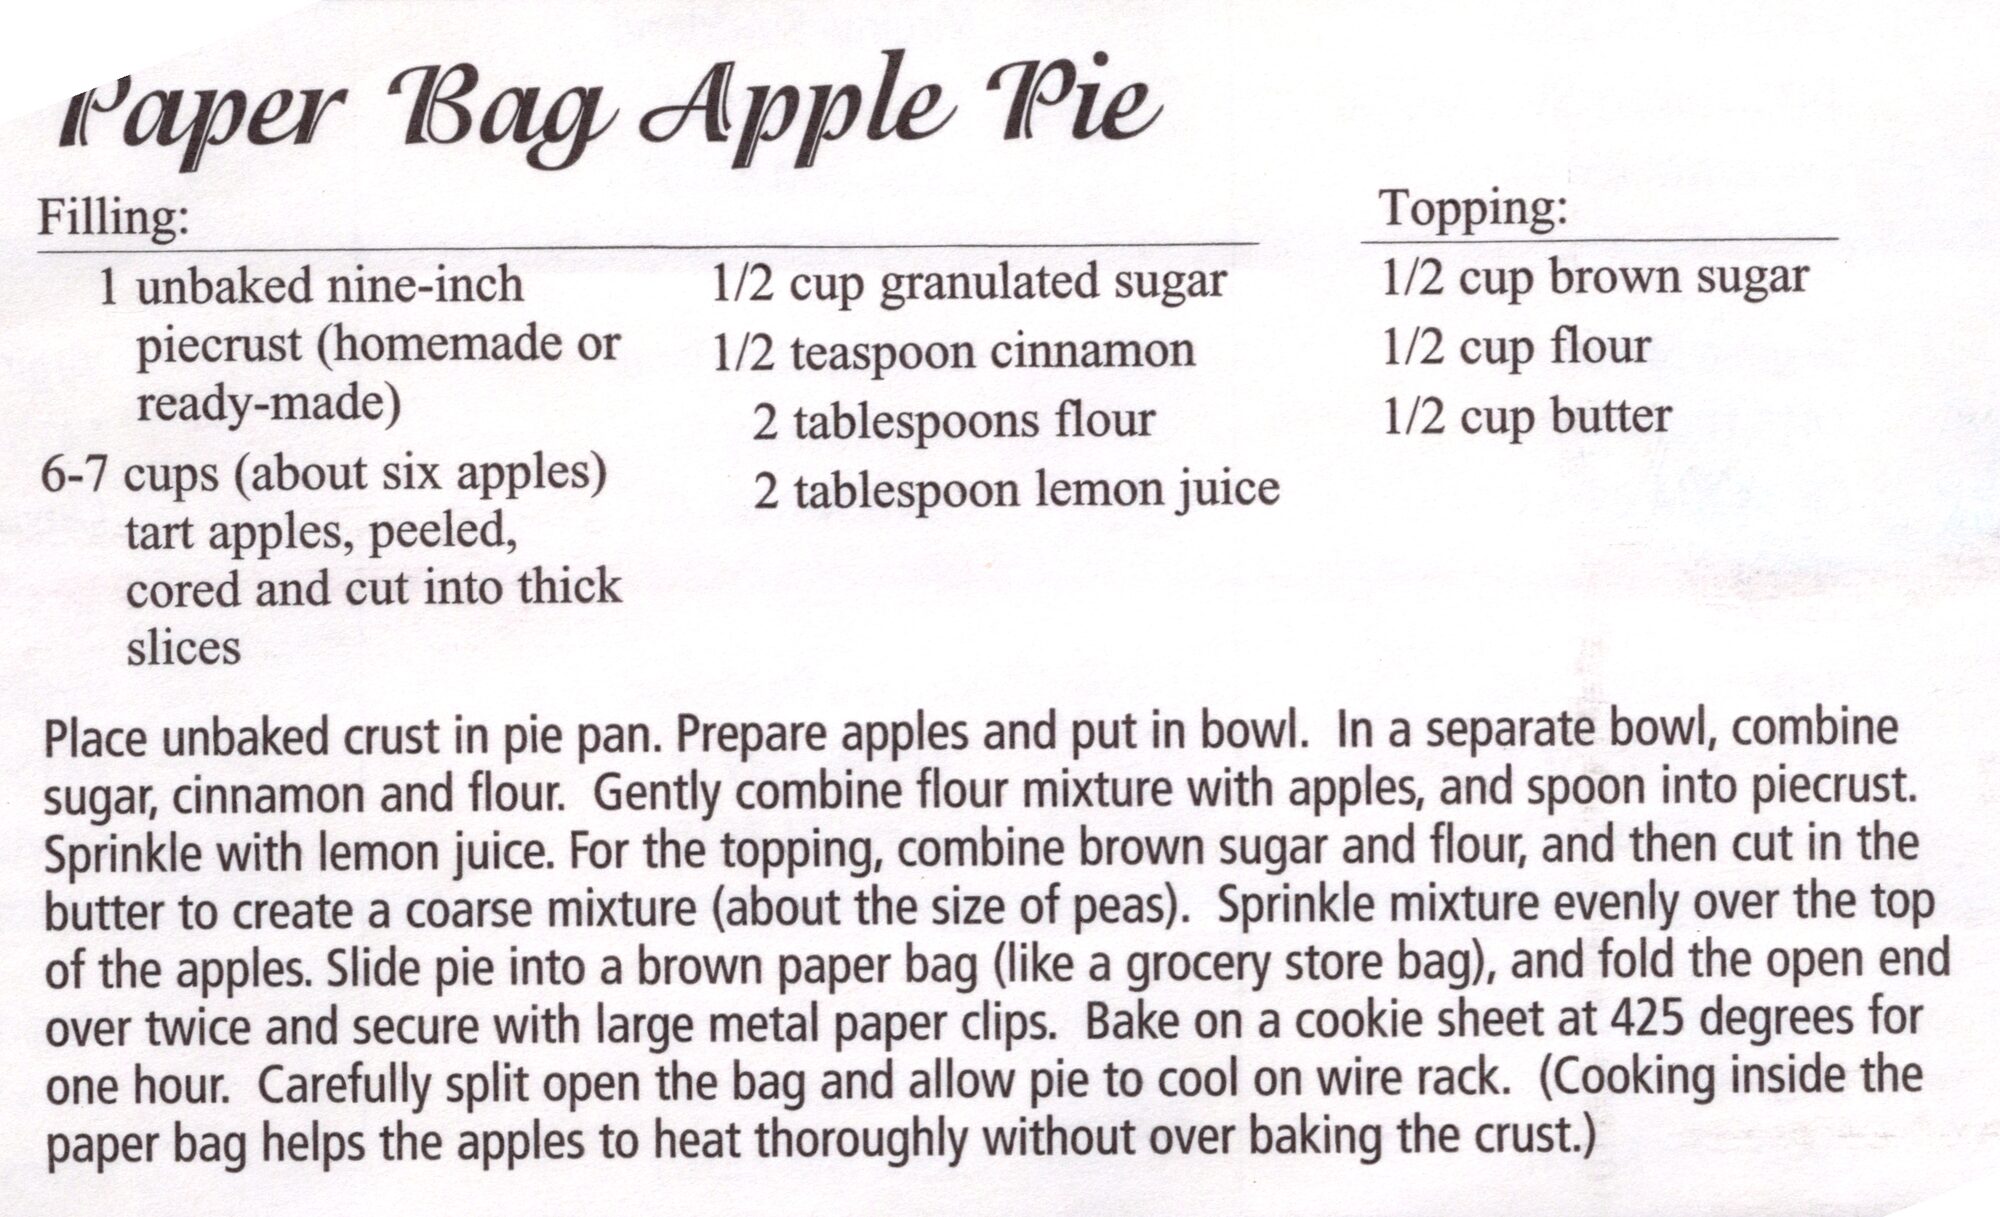 Paper Bag Apple Pie
Filling:
1 unbaked nine-inch
piecrust (homemade or
ready-made)
6-7 cups (about six apples)
tart apples, peeled,
cored and cut into thick
slices
1/2 cup granulated sugar
1/2 teaspoon cinnamon
2 tablespoons flour
2 tablespoon lemon juice
Topping:
1/2 cup brown sugar
1/2 cup flour
1/2 cup butter
Place unbaked crust in pie pan. Prepare apples and put in bowl.  In a separate bowl, combine
sugar, cinnamon and flour.  Gently combine flour mixture with apples, and spoon into piecrust.
Sprinkle with lemon juice. For the topping, combine brown sugar and flour, and then cut in the
butter to create a coarse mixture (about the size of peas).  Sprinkle mixture evenly over the top
of the apples. Slide pie into a brown paper bag (like a grocery store bag), and fold the open end
over twice and secure with large metal paper clips.  Bake on a cookie sheet at 425 degrees for
one hour.  Carefully split open the bag and allow pie to cool on wire rack.  (Cooking inside the
paper bag helps the apples to heat thoroughly without over baking the crust.)